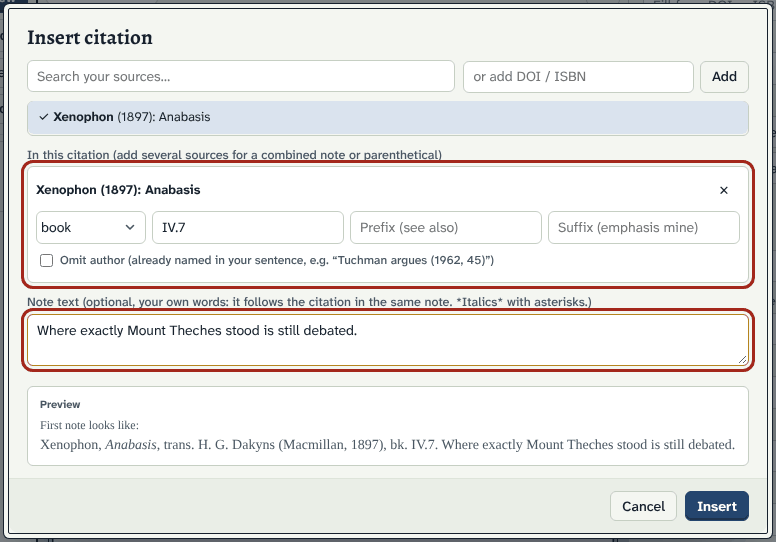 Insert citation
Search your sources...
or add DOI / ISBN
Add
✓ Xenophon (1897): Anabasis
In this citation (add several sources for a combined note or parenthetical)
Xenophon (1897): Anabasis
×
book
IV.7
Prefix (see also)
Suffix (emphasis mine)
Omit author (already named in your sentence, e.g. “Tuchman argues (1962, 45)”)
Note text (optional, your own words: it follows the citation in the same note. *Italics* with asterisks.)
Where exactly Mount Theches stood is still debated.
Preview
First note looks like:
Xenophon, Anabasis, trans. H. G. Dakyns (Macmillan, 1897), bk. IV.7. Where exactly Mount Theches stood is still debated.
Cancel
Insert